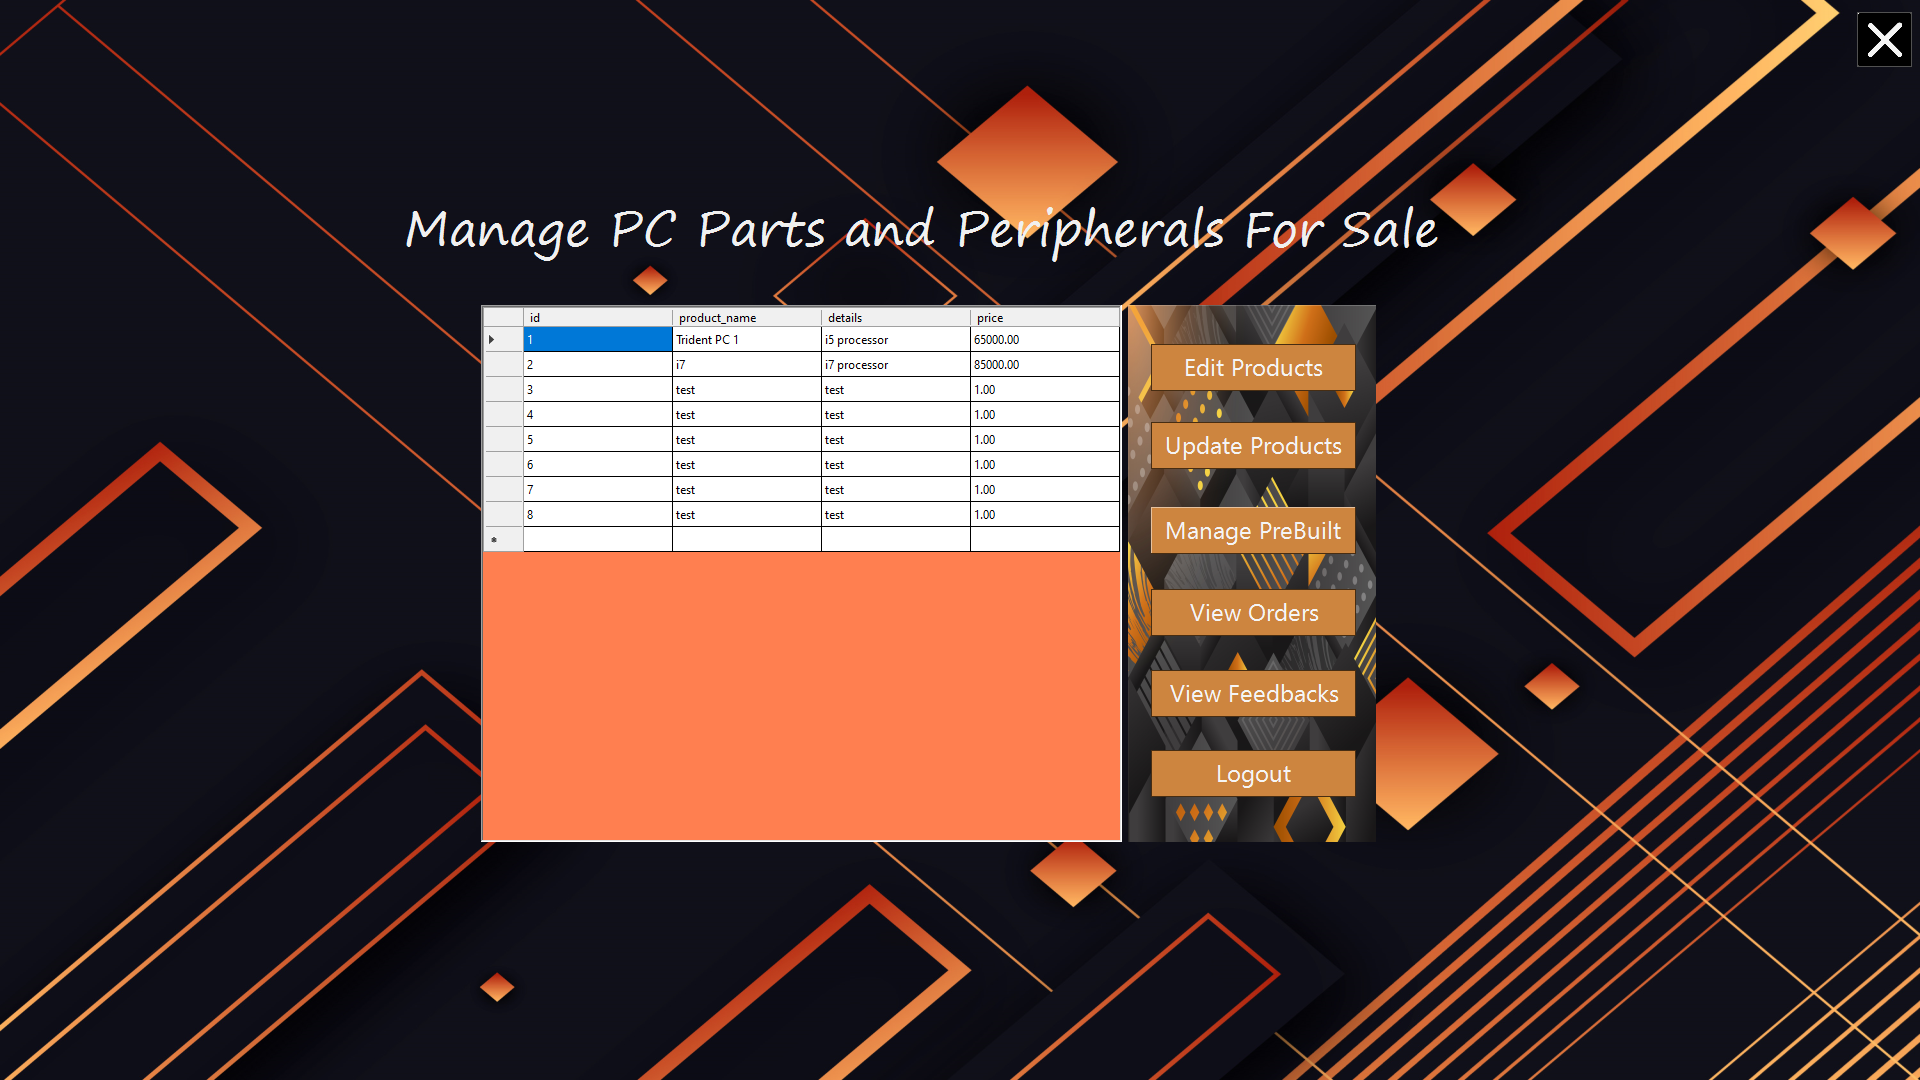 Manage PC Parts and Peripherals For Sale
id product_name details price
1 Trident PC 1 i5 processor 65000.00
2 i7 i7 processor 85000.00
3 test test 1.00
4 test test 1.00
5 test test 1.00
6 test test 1.00
7 test test 1.00
8 test test 1.00
Edit Products
Update Products
Manage PreBuilt
View Orders
View Feedbacks
Logout